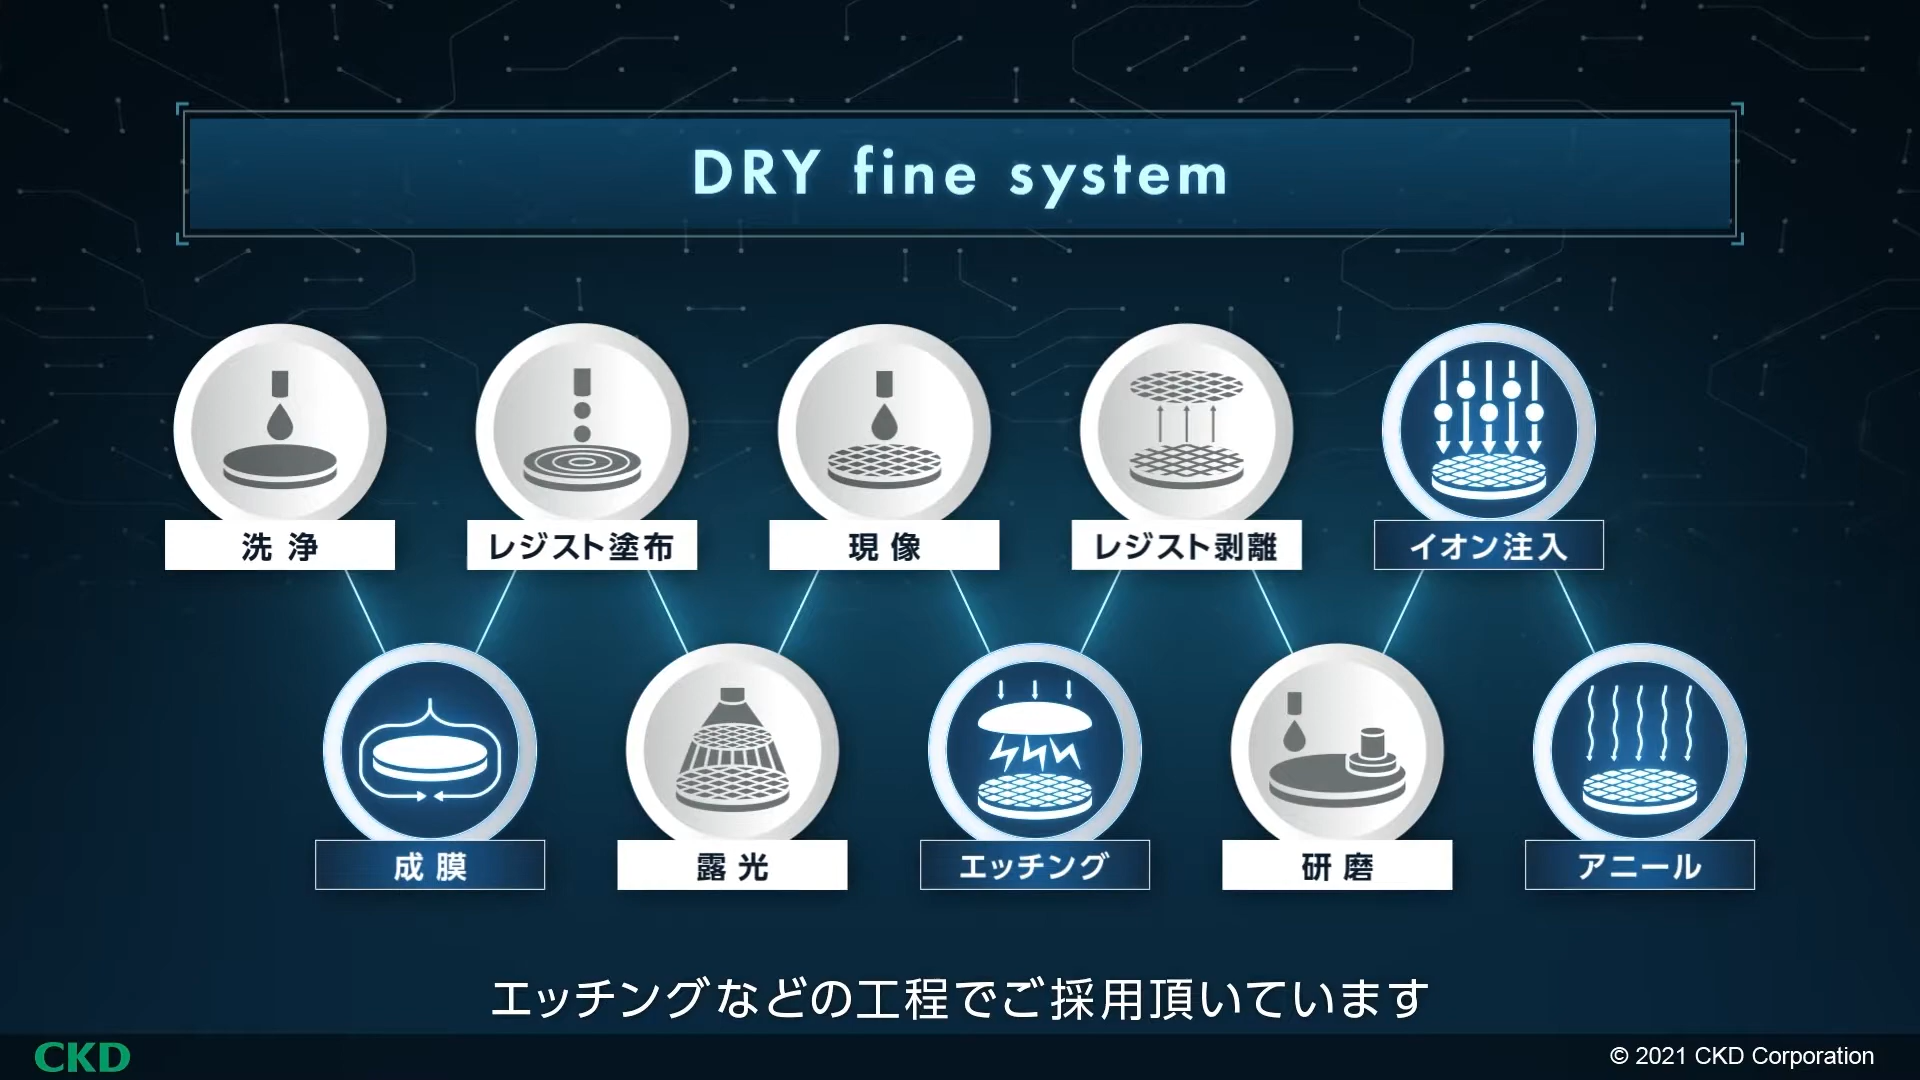 DRY fine system
洗浄
レジスト塗布
現像
レジスト剥離
イオン注入
成膜
露光
エッチング
研磨
アニール
エッチングなどの工程でご採用頂いています
CKD
© 2021 CKD Corporation